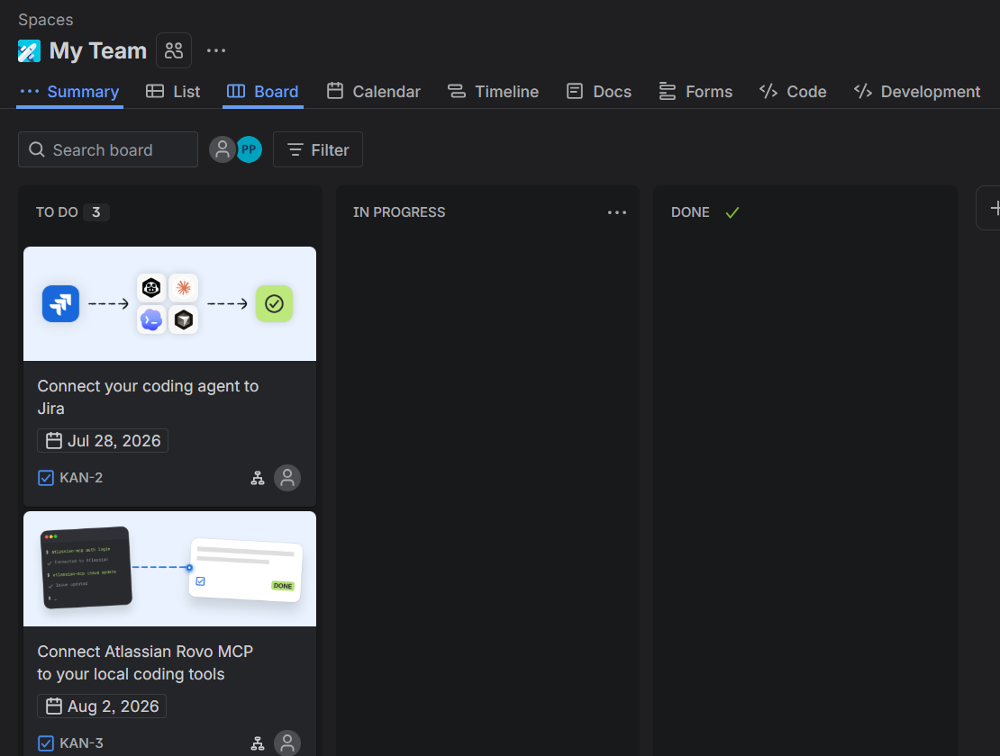 Spaces
My Team
Summary
List
Board
Calendar
Timeline
Docs
Forms
Code
Development
Search board
PP
Filter
TO DO 3
IN PROGRESS
DONE
Connect your coding agent to
Jira
Jul 28, 2026
KAN-2
$ atlassian-mcp auth login
✓ Connected to Atlassian
$ atlassian-mcp issue update
✓ Issue updated
$ _
DONE
Connect Atlassian Rovo MCP
to your local coding tools
Aug 2, 2026
KAN-3